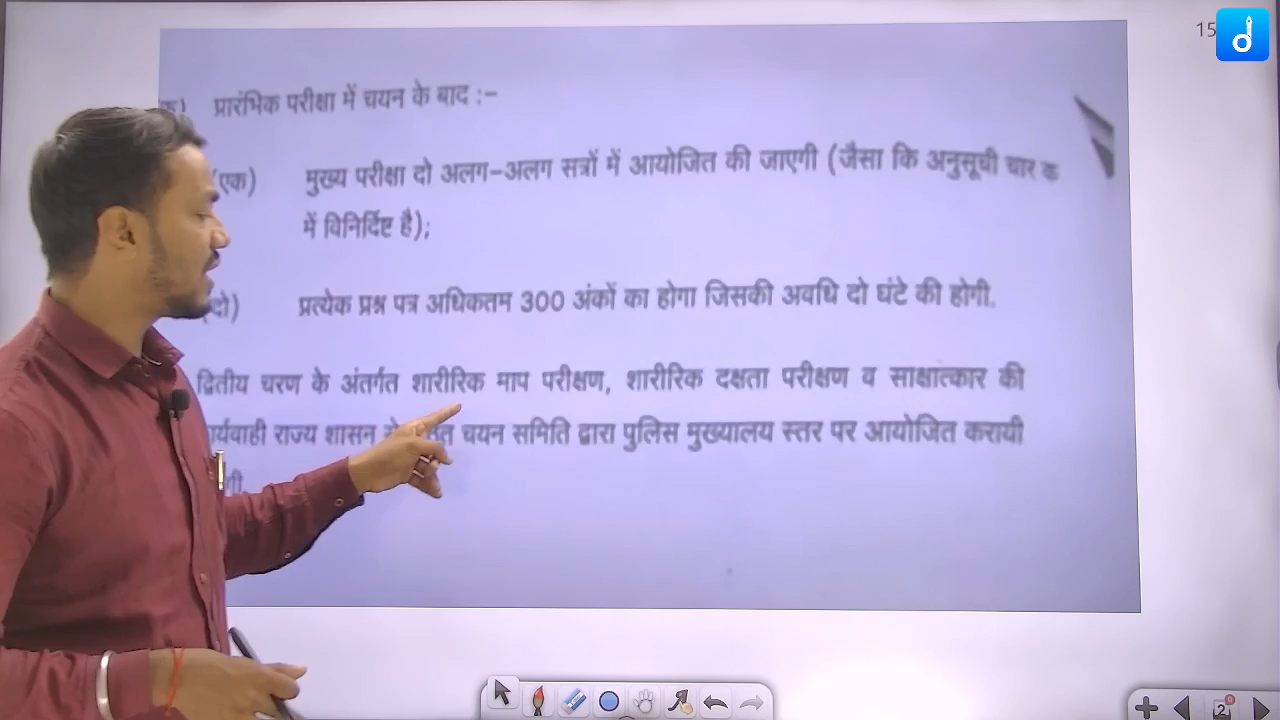 15
प्रारंभिक परीक्षा में चयन के बाद :-
(एक) मुख्य परीक्षा दो अलग-अलग सत्रों में आयोजित की जाएगी (जैसा कि अनुसूची चार क
में विनिर्दिष्ट है);
(दो) प्रत्येक प्रश्न पत्र अधिकतम 300 अंकों का होगा जिसकी अवधि दो घंटे की होगी.
द्वितीय चरण के अंतर्गत शारीरिक माप परीक्षण, शारीरिक दक्षता परीक्षण व साक्षात्कार की
र्यवाही राज्य शासन चयन समिति द्वारा पुलिस मुख्यालय स्तर पर आयोजित करायी
2